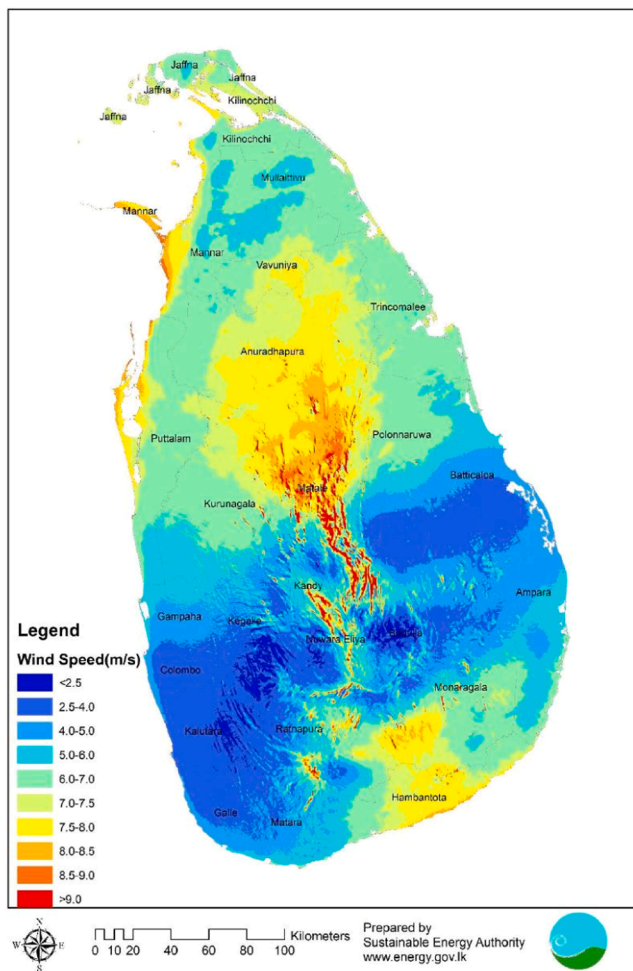 Jaffna
Jaffna
Jaffna
Kilinochchi
Jaffna
Kilinochchi
Mullaittivu
Mannar
Mannar
Vavuniya
Trincomalee
Anuradhapura
Puttalam
Polonnaruwa
Batticaloa
Matale
Kurunagala
Kandy
Ampara
Gampaha
Kegalle
Nuwara Eliya
Badulla
Colombo
Monaragala
Kalutara
Ratnapura
Hambantota
Galle
Matara
Legend
Wind Speed(m/s)
<2.5
2.5-4.0
4.0-5.0
5.0-6.0
6.0-7.0
7.0-7.5
7.5-8.0
8.0-8.5
8.5-9.0
>9.0
N
W E
S
Kilometers
0 10 20 40 60 80 100
Prepared by
Sustainable Energy Authority
www.energy.gov.lk